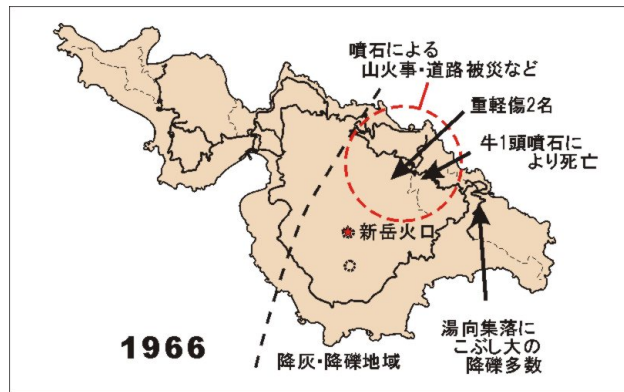 噴石による
山火事・道路被災など
重軽傷2名
牛1頭噴石に
より死亡
新岳火口
湯向集落に
こぶし大の
降礫多数
降灰・降礫地域
1966